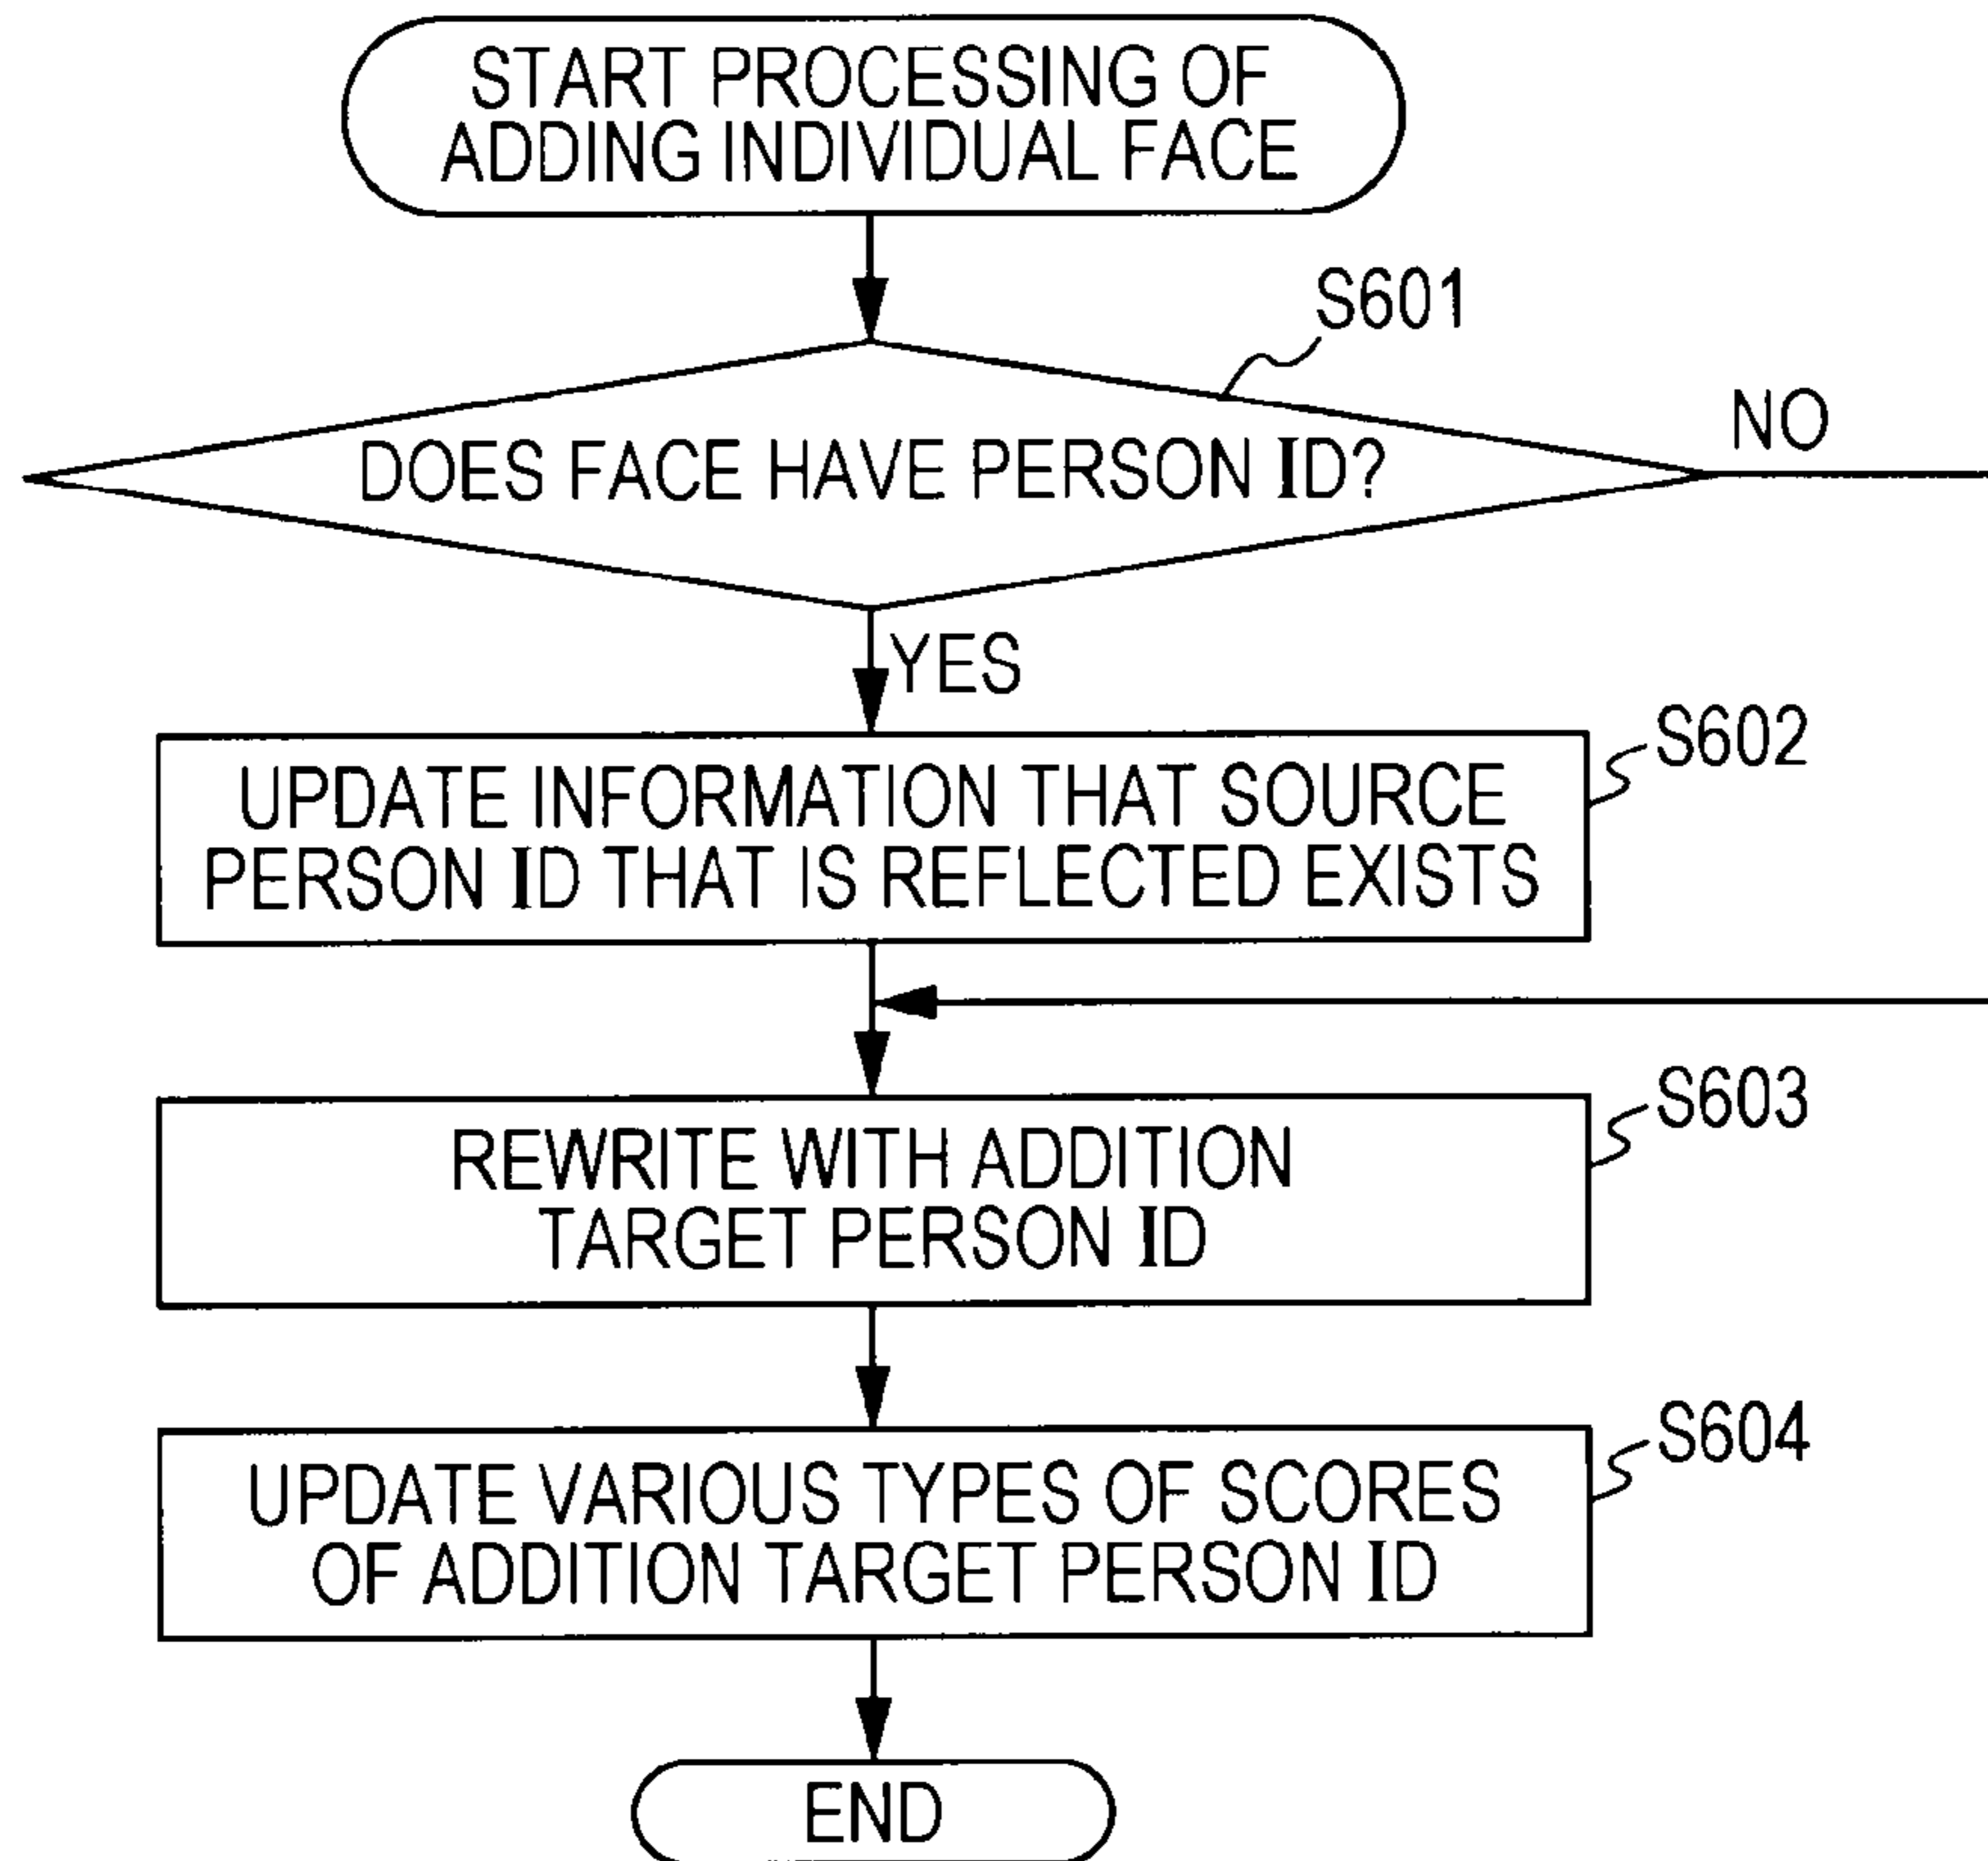 START PROCESSING OF
ADDING INDIVIDUAL FACE
S601
DOES FACE HAVE PERSON ID?
NO
YES
S602
UPDATE INFORMATION THAT SOURCE
PERSON ID THAT IS REFLECTED EXISTS
S603
REWRITE WITH ADDITION
TARGET PERSON ID
S604
UPDATE VARIOUS TYPES OF SCORES
OF ADDITION TARGET PERSON ID
END